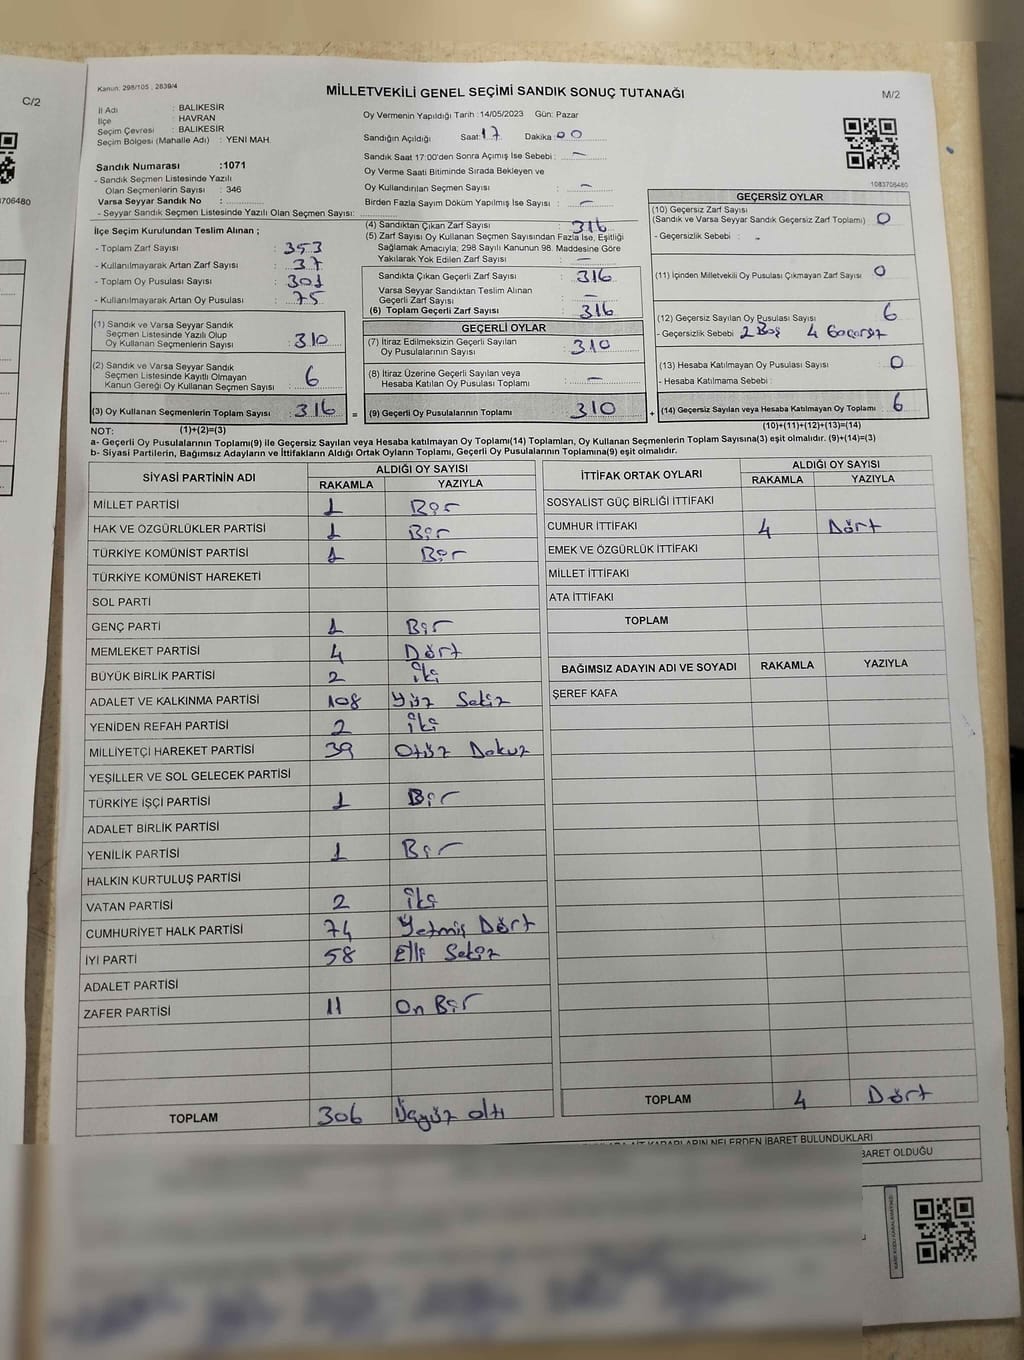 C/2
706480
Kanun: 298/105 , 2839/4
MİLLETVEKİLİ GENEL SEÇİMİ SANDIK SONUÇ TUTANAĞI
M/2
İl Adı : BALIKESİR
İlçe : HAVRAN
Seçim Çevresi : BALIKESİR
Seçim Bölgesi (Mahalle Adı) : YENİ MAH
Sandık Numarası :1071
- Sandık Seçmen Listesinde Yazılı
Olan Seçmenlerin Sayısı : 346
Varsa Seyyar Sandık No :
- Seyyar Sandık Seçmen Listesinde Yazılı Olan Seçmen Sayısı:
Oy Vermenin Yapıldığı Tarih :14/05/2023 Gün: Pazar
Sandığın Açıldığı Saat: 17 Dakika: 00
Sandık Saat 17:00'den Sonra Açımış İse Sebebi : -
Oy Verme Saati Bitiminde Sırada Bekleyen ve
Oy Kullandırılan Seçmen Sayısı : -
Birden Fazla Sayım Döküm Yapılmış İse Sayısı : -
1083706480
İlçe Seçim Kurulundan Teslim Alınan ;
- Toplam Zarf Sayısı : 353
- Kullanılmayarak Artan Zarf Sayısı : 37
- Toplam Oy Pusulası Sayısı : 301
- Kullanılmayarak Artan Oy Pusulası : 75
(1) Sandık ve Varsa Seyyar Sandık
Seçmen Listesinde Yazılı Olup
Oy Kullanan Seçmenlerin Sayısı : 310
(2) Sandık ve Varsa Seyyar Sandık
Seçmen Listesinde Kayıtlı Olmayan
Kanun Gereği Oy Kullanan Seçmen Sayısı : 6
(3) Oy Kullanan Seçmenlerin Toplam Sayısı : 316
(4) Sandıktan Çıkan Zarf Sayısı : 316
(5) Zarf Sayısı Oy Kullanan Seçmen Sayısından Fazla İse, Eşitliği
Sağlamak Amacıyla; 298 Sayılı Kanunun 98. Maddesine Göre
Yakılarak Yok Edilen Zarf Sayısı : -
Sandıkta Çıkan Geçerli Zarf Sayısı : 316
Varsa Seyyar Sandıktan Teslim Alınan
Geçerli Zarf Sayısı : -
(6) Toplam Geçerli Zarf Sayısı : 316
GEÇERLİ OYLAR
(7) İtiraz Edilmeksizin Geçerli Sayılan
Oy Pusulalarının Sayısı : 310
(8) İtiraz Üzerine Geçerli Sayılan veya
Hesaba Katılan Oy Pusulası Toplamı : -
= (9) Geçerli Oy Pusulalarının Toplamı : 310
GEÇERSİZ OYLAR
(10) Geçersiz Zarf Sayısı
(Sandık ve Varsa Seyyar Sandık Geçersiz Zarf Toplamı) : 0
- Geçersizlik Sebebi : -
(11) İçinden Milletvekili Oy Pusulası Çıkmayan Zarf Sayısı : 0
(12) Geçersiz Sayılan Oy Pusulası Sayısı : 6
- Geçersizlik Sebebi : 2 Boş 4 Geçersiz
(13) Hesaba Katılmayan Oy Pusulası Sayısı : 0
- Hesaba Katılmama Sebebi :
+ (14) Geçersiz Sayılan veya Hesaba Katılmayan Oy Toplamı : 6
NOT: (1)+(2)=(3) (10)+(11)+(12)+(13)=(14)
a- Geçerli Oy Pusulalarının Toplamı(9) ile Geçersiz Sayılan veya Hesaba katılmayan Oy Toplamı(14) Toplamları, Oy Kullanan Seçmenlerin Toplam Sayısına(3) eşit olmalıdır. (9)+(14)=(3)
b- Siyasi Partilerin, Bağımsız Adayların ve İttifakların Aldığı Ortak Oyların Toplamı, Geçerli Oy Pusulalarının Toplamına(9) eşit olmalıdır.
SİYASİ PARTİNİN ADI ALDIĞI OY SAYISI
RAKAMLA YAZIYLA
MİLLET PARTİSİ 1 Bir
HAK VE ÖZGÜRLÜKLER PARTİSİ 1 Bir
TÜRKİYE KOMÜNİST PARTİSİ 1 Bir
TÜRKİYE KOMÜNİST HAREKETİ
SOL PARTİ
GENÇ PARTİ 1 Bir
MEMLEKET PARTİSİ 4 Dört
BÜYÜK BİRLİK PARTİSİ 2 iki
ADALET VE KALKINMA PARTİSİ 108 Yüz Sekiz
YENİDEN REFAH PARTİSİ 2 iki
MİLLİYETÇİ HAREKET PARTİSİ 39 Otuz Dokuz
YEŞİLLER VE SOL GELECEK PARTİSİ
TÜRKİYE İŞÇİ PARTİSİ 1 Bir
ADALET BİRLİK PARTİSİ
YENİLİK PARTİSİ 1 Bir
HALKIN KURTULUŞ PARTİSİ
VATAN PARTİSİ 2 iki
CUMHURİYET HALK PARTİSİ 74 Yetmiş Dört
İYİ PARTİ 58 Elli Sekiz
ADALET PARTİSİ
ZAFER PARTİSİ 11 On Bir
TOPLAM 306 Üçyüz altı
İTTİFAK ORTAK OYLARI ALDIĞI OY SAYISI
RAKAMLA YAZIYLA
SOSYALİST GÜÇ BİRLİĞİ İTTİFAKI
CUMHUR İTTİFAKI 4 Dört
EMEK VE ÖZGÜRLÜK İTTİFAKI
MİLLET İTTİFAKI
ATA İTTİFAKI
TOPLAM
BAĞIMSIZ ADAYIN ADI VE SOYADI RAKAMLA YAZIYLA
ŞEREF KAFA
TOPLAM 4 Dört
KARARLARIN NELERDEN İBARET BULUNDUKLARI
BARET OLDUĞU